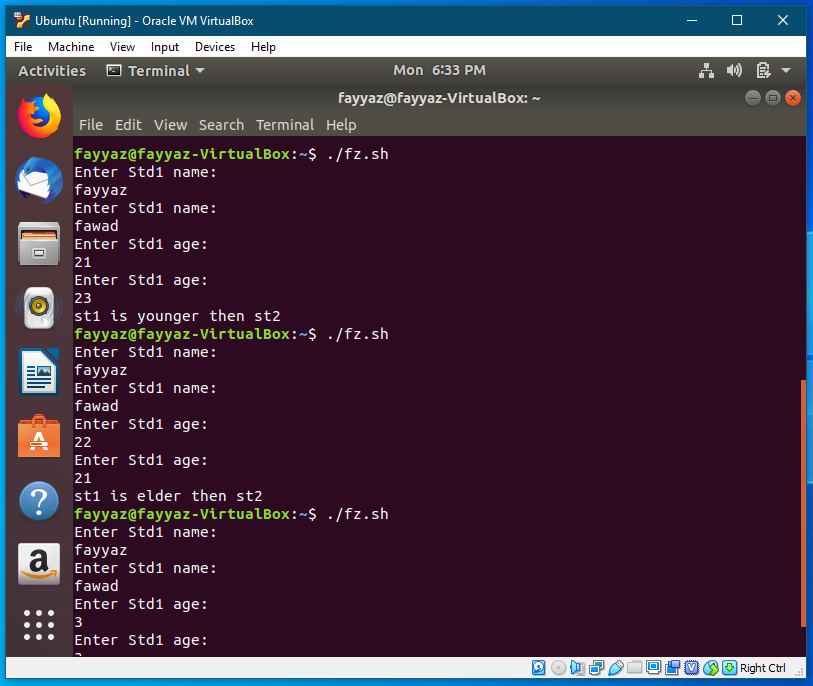 Ubuntu [Running] - Oracle VM VirtualBox
File Machine View Input Devices Help
Activities Terminal Mon 6:33 PM
fayyaz@fayyaz-VirtualBox: ~
File Edit View Search Terminal Help
fayyaz@fayyaz-VirtualBox:~$ ./fz.sh
Enter Std1 name:
fayyaz
Enter Std1 name:
fawad
Enter Std1 age:
21
Enter Std1 age:
23
st1 is younger then st2
fayyaz@fayyaz-VirtualBox:~$ ./fz.sh
Enter Std1 name:
fayyaz
Enter Std1 name:
fawad
Enter Std1 age:
22
Enter Std1 age:
21
st1 is elder then st2
fayyaz@fayyaz-VirtualBox:~$ ./fz.sh
Enter Std1 name:
fayyaz
Enter Std1 name:
fawad
Enter Std1 age:
3
Enter Std1 age:
Right Ctrl